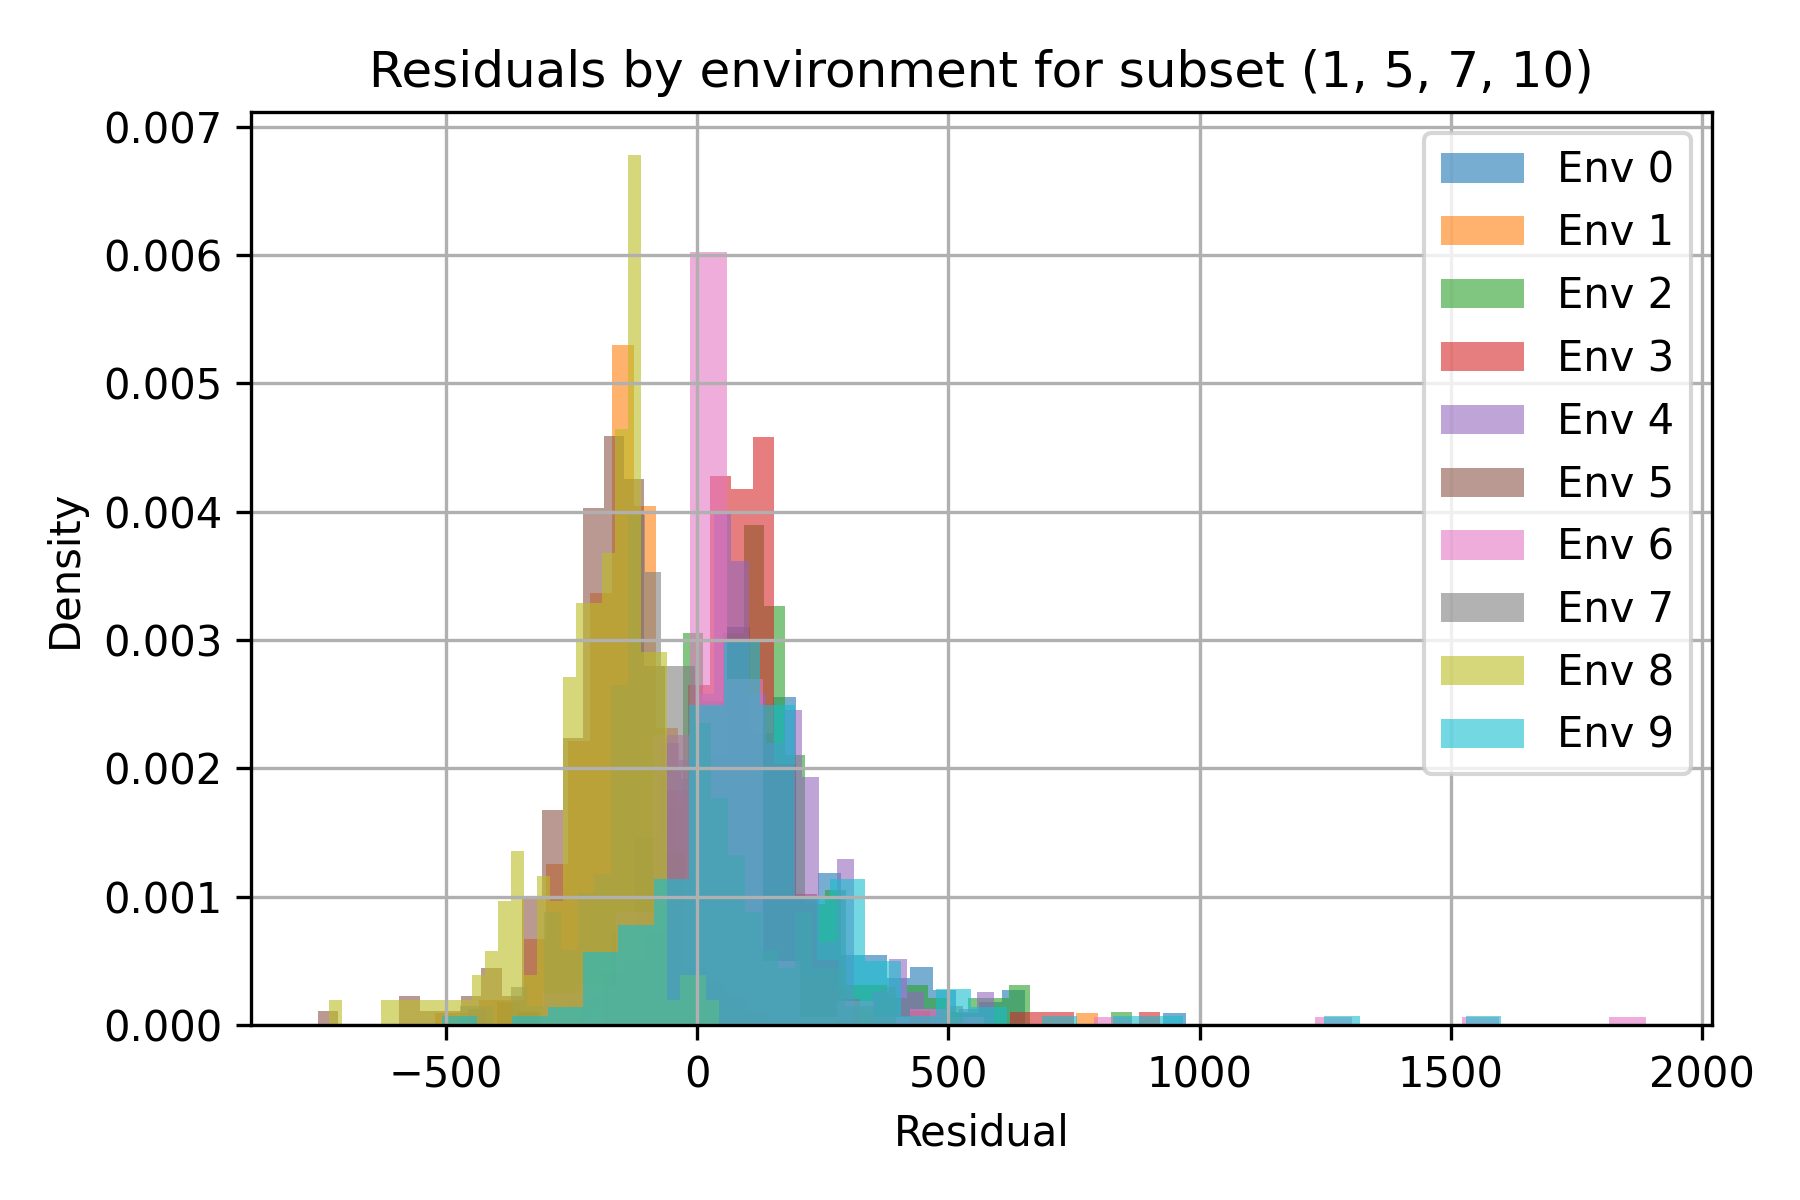 Residuals by environment for subset (1, 5, 7, 10)
0.007
0.006
0.005
0.004
0.003
0.002
0.001
0.000
Density
Env 0
Env 1
Env 2
Env 3
Env 4
Env 5
Env 6
Env 7
Env 8
Env 9
−500 0 500 1000 1500 2000
Residual